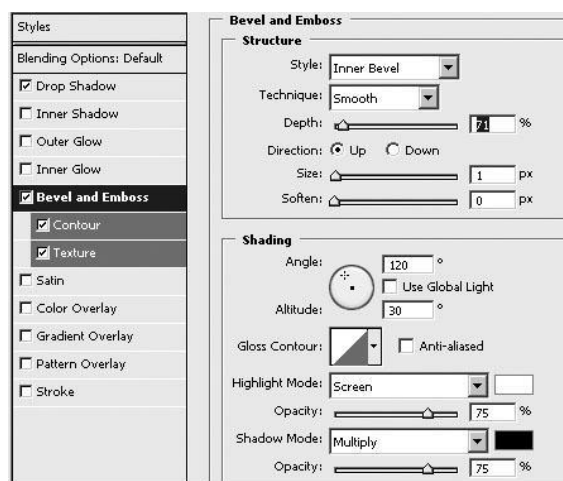 Styles
Blending Options: Default
Drop Shadow
Inner Shadow
Outer Glow
Inner Glow
Bevel and Emboss
Contour
Texture
Satin
Color Overlay
Gradient Overlay
Pattern Overlay
Stroke
Bevel and Emboss
Structure
Style: Inner Bevel
Technique: Smooth
Depth: 71 %
Direction: Up Down
Size: 1 px
Soften: 0 px
Shading
Angle: 120 °
Use Global Light
Altitude: 30 °
Gloss Contour: Anti-aliased
Highlight Mode: Screen
Opacity: 75 %
Shadow Mode: Multiply
Opacity: 75 %